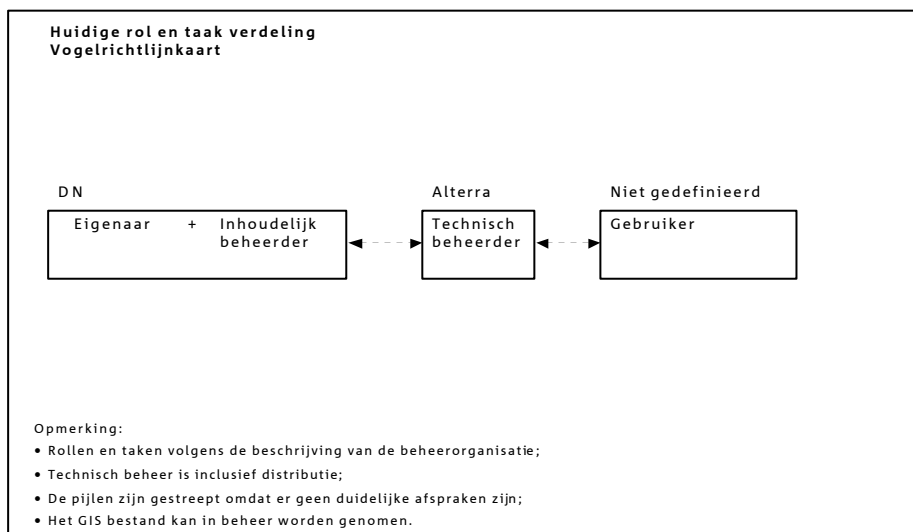 Huidige rol en taak verdeling
Vogelrichtlijnkaart
DN Alterra Niet gedefinieerd
Eigenaar + Inhoudelijk Technisch Gebruiker
beheerder beheerder
Opmerking:
• Rollen en taken volgens de beschrijving van de beheerorganisatie;
• Technisch beheer is inclusief distributie;
• De pijlen zijn gestreept omdat er geen duidelijke afspraken zijn;
• Het GIS bestand kan in beheer worden genomen.